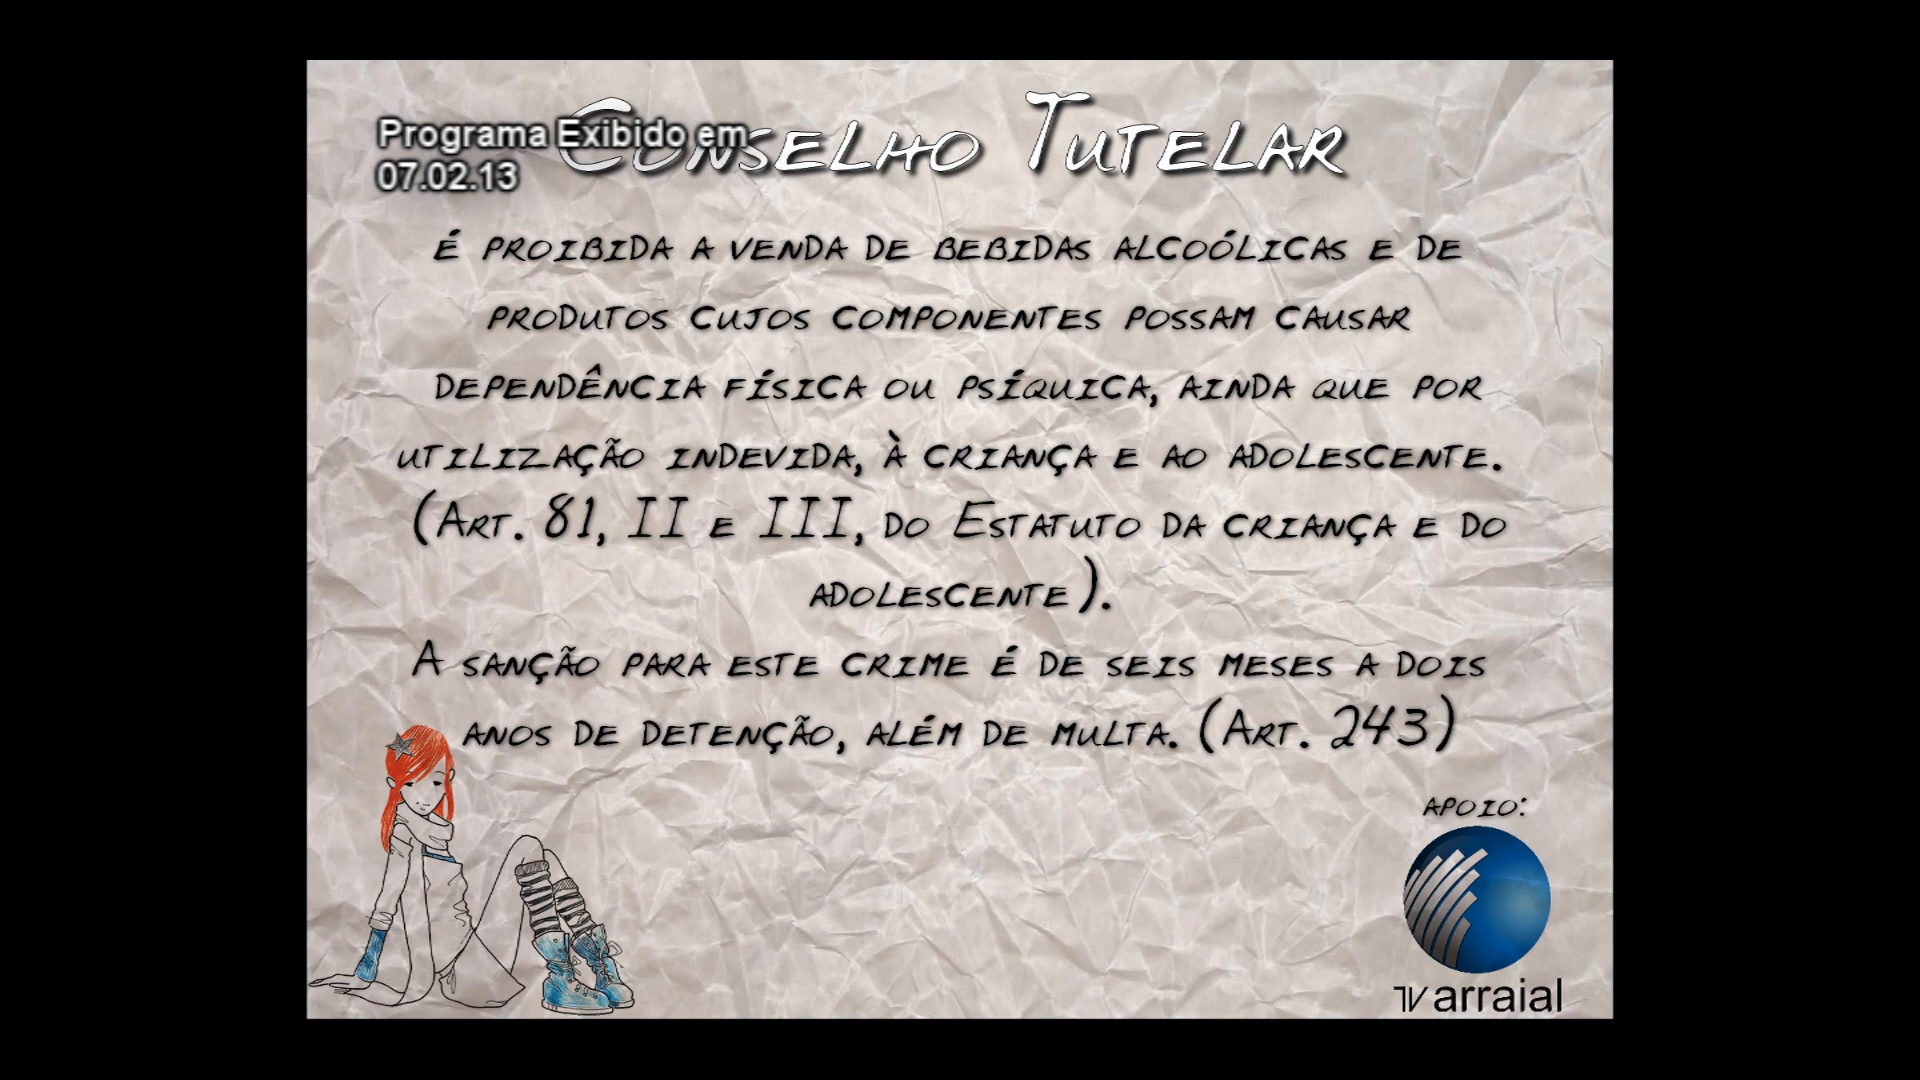 Conselho Tutelar
Programa Exibido em
07.02.13
É PROIBIDA A VENDA DE BEBIDAS ALCOÓLICAS E DE
PRODUTOS CUJOS COMPONENTES POSSAM CAUSAR
DEPENDÊNCIA FÍSICA OU PSÍQUICA, AINDA QUE POR
UTILIZAÇÃO INDEVIDA, À CRIANÇA E AO ADOLESCENTE.
(ART. 81, II E III, DO ESTATUTO DA CRIANÇA E DO
ADOLESCENTE).
A SANÇÃO PARA ESTE CRIME É DE SEIS MESES A DOIS
ANOS DE DETENÇÃO, ALÉM DE MULTA. (ART. 243)
APOIO:
TV arraial